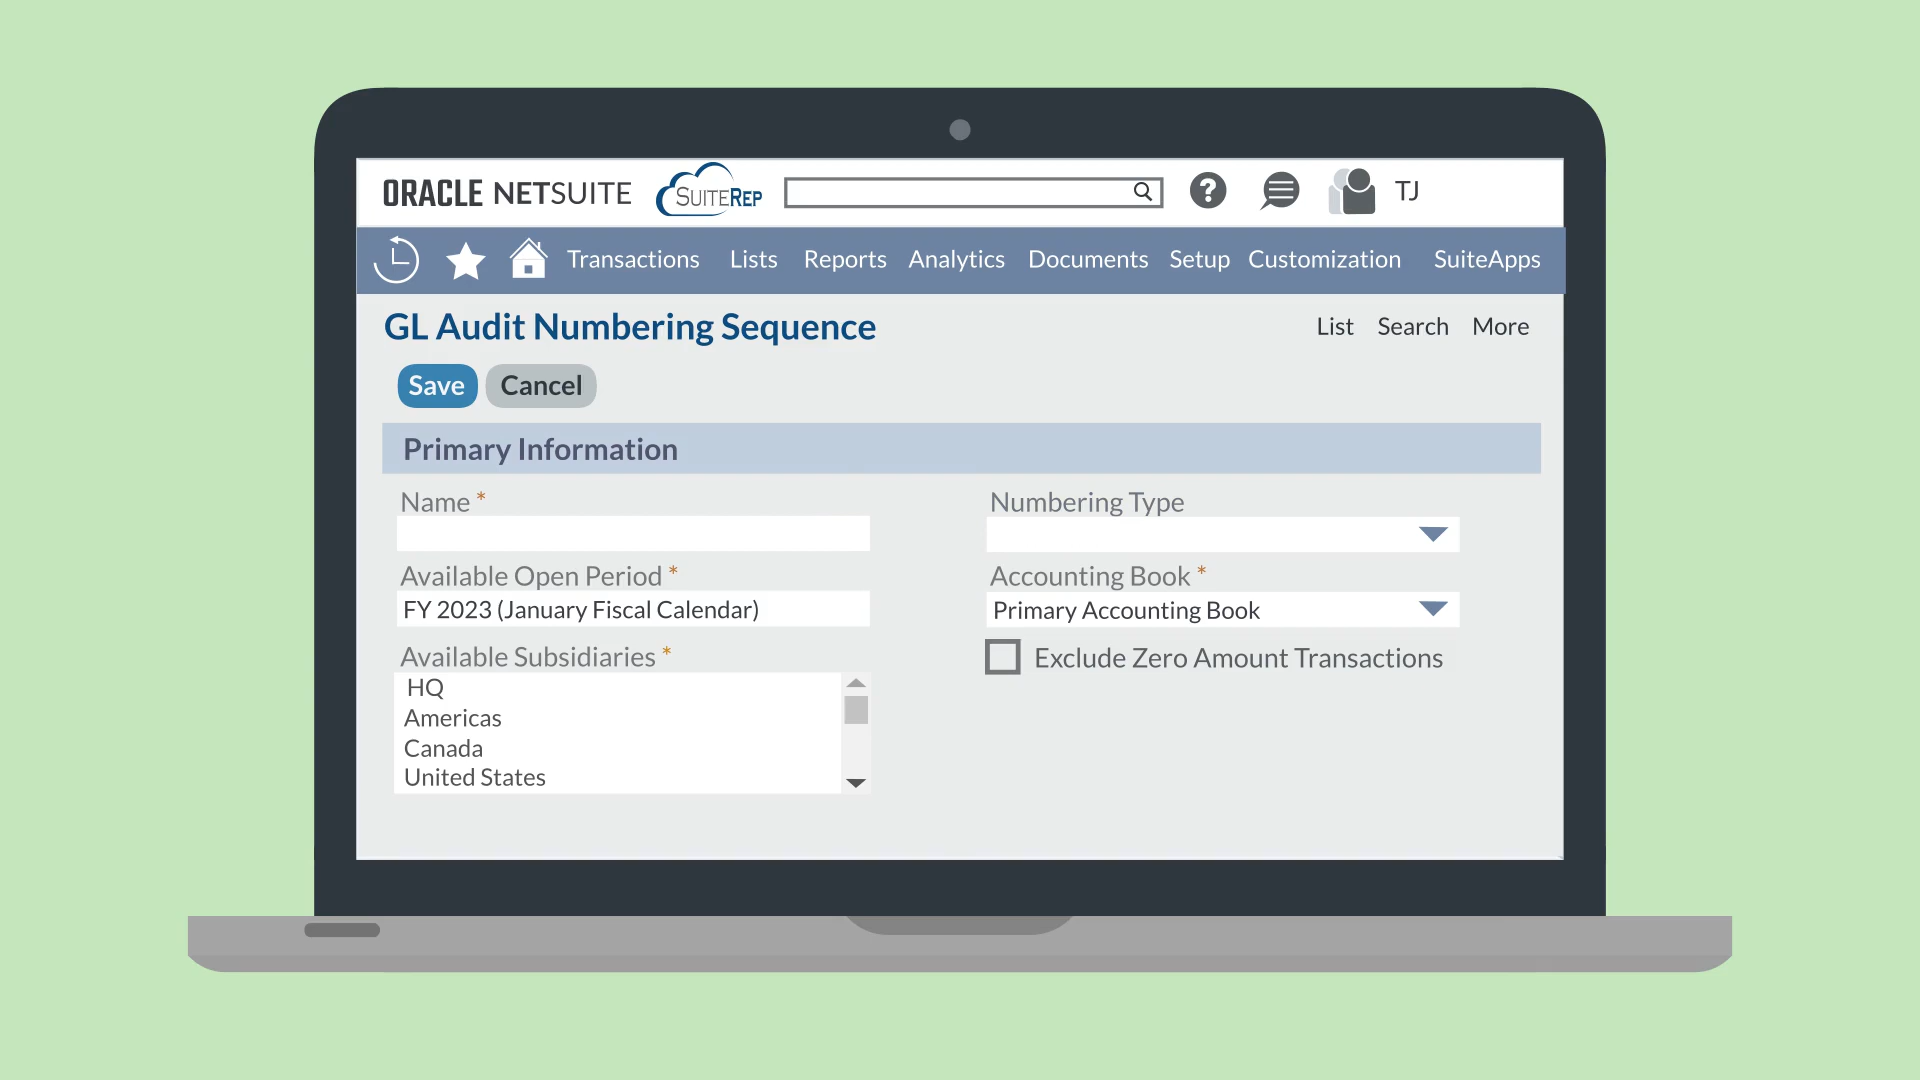 ORACLE NETSUITE SUITEREP ? TJ
Transactions Lists Reports Analytics Documents Setup Customization SuiteApps
GL Audit Numbering Sequence List Search More
Save Cancel
Primary Information
Name * Numbering Type
Available Open Period * Accounting Book *
FY 2023 (January Fiscal Calendar) Primary Accounting Book
Available Subsidiaries * Exclude Zero Amount Transactions
HQ
Americas
Canada
United States